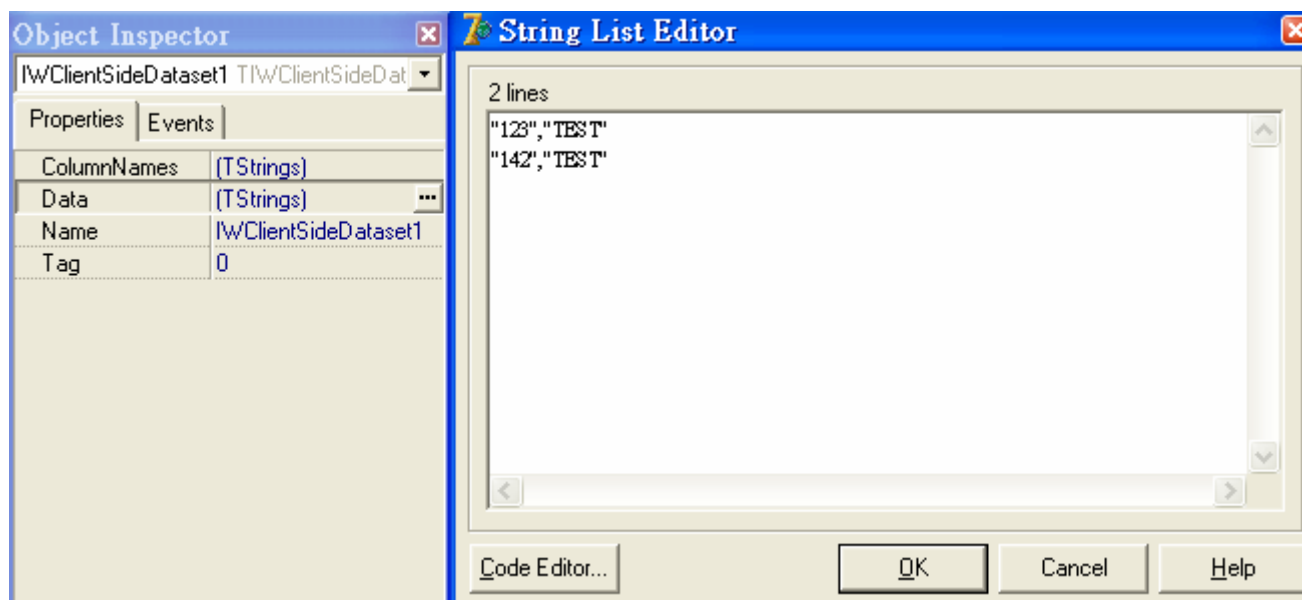 Object Inspector
IWClientSideDataset1 TIWClientSideDat
Properties Events
ColumnNames (TStrings)
Data (TStrings) ...
Name IWClientSideDataset1
Tag 0
String List Editor
2 lines
"123","TEST"
"142","TEST"
Code Editor... OK Cancel Help